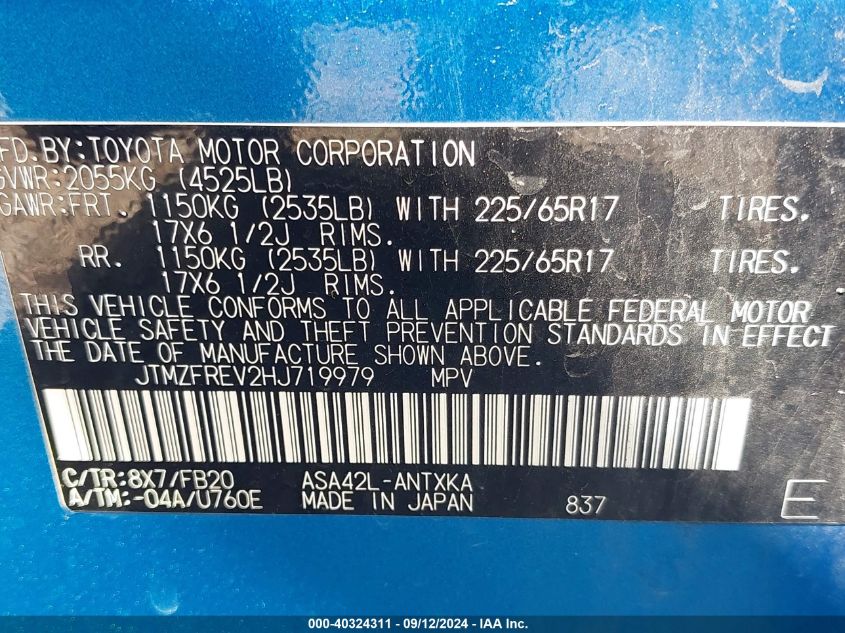 FD. BY: TOYOTA MOTOR CORPORATION
GVWR: 2055KG (4525LB)
GAWR: FRT. 1150KG (2535LB) WITH 225/65R17 TIRES.
17X6 1/2J RIMS.
RR. 1150KG (2535LB) WITH 225/65R17 TIRES.
17X6 1/2J RIMS.
THIS VEHICLE CONFORMS TO ALL APPLICABLE FEDERAL MOTOR
VEHICLE SAFETY AND THEFT PREVENTION STANDARDS IN EFFECT
THE DATE OF MANUFACTURE SHOWN ABOVE.
JTMZFREV2HJ719979 MPV
C/TR: 8X7/FB20 ASA42L-ANTXKA
A/TM: -04A/U760E MADE IN JAPAN 837 E
000-40324311 - 09/12/2024 - IAA Inc.